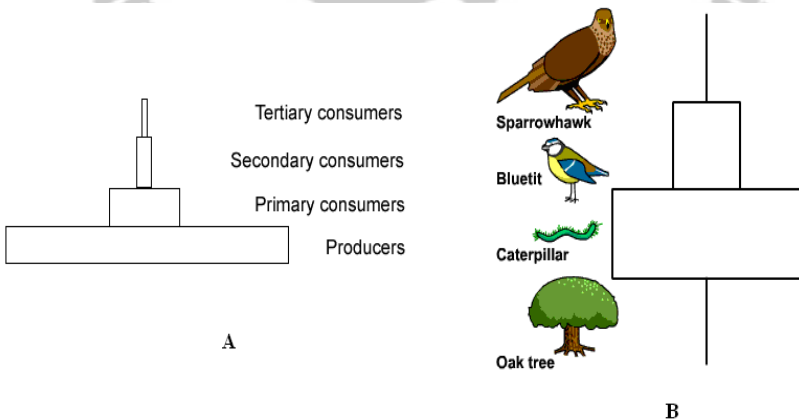 Tertiary consumers
Secondary consumers
Primary consumers
Producers
A
Sparrowhawk
Bluetit
Caterpillar
Oak tree
B